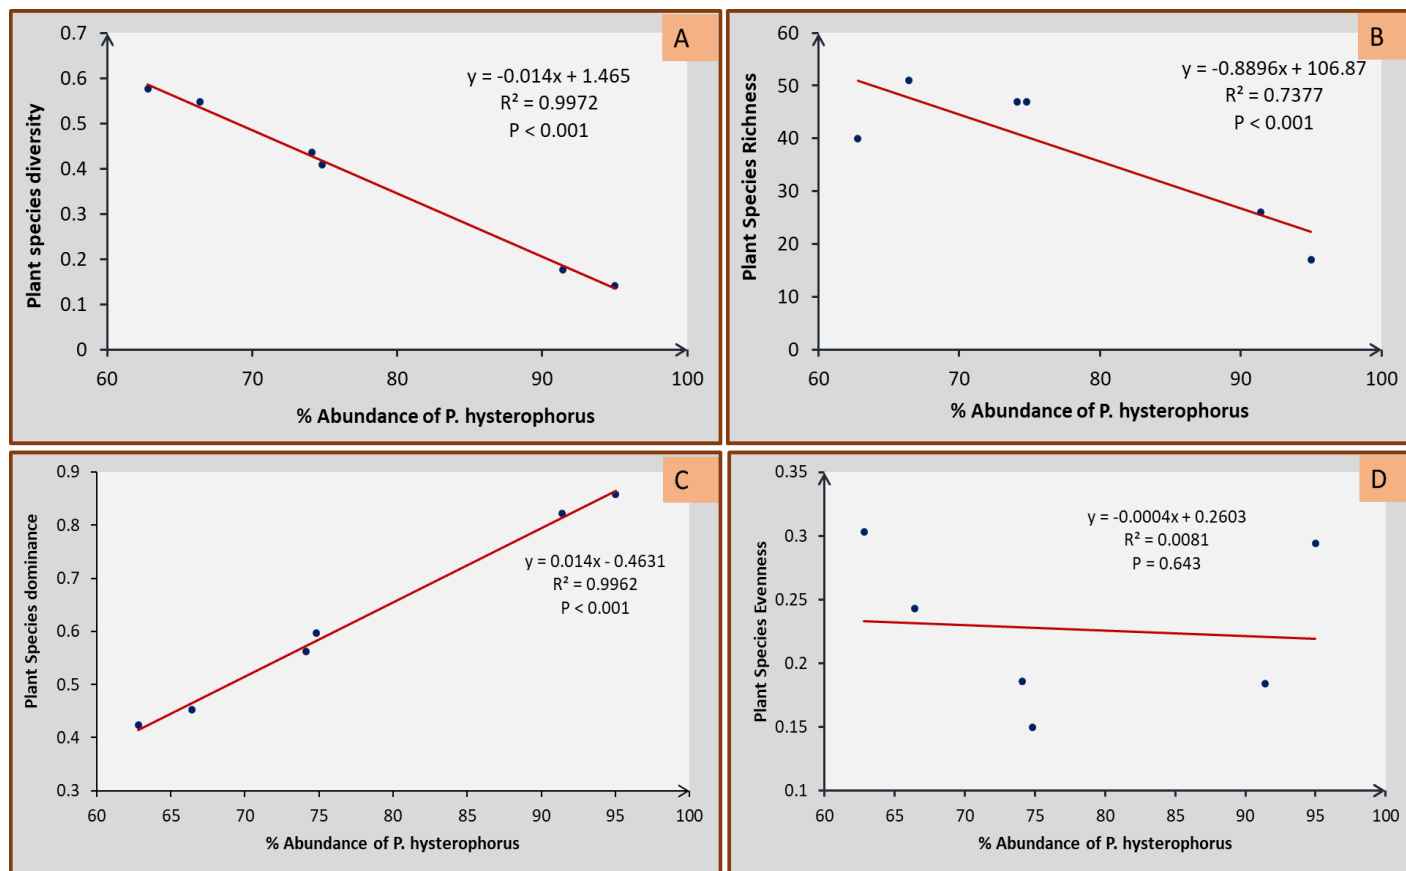 A
0.7
0.6
0.5
0.4
0.3
0.2
0.1
0
60
70
80
90
100
Plant species diversity
% Abundance of P. hysterophorus
y = -0.014x + 1.465
R² = 0.9972
P < 0.001
B
60
50
40
30
20
10
0
60
70
80
90
100
Plant Species Richness
% Abundance of P. hysterophorus
y = -0.8896x + 106.87
R² = 0.7377
P < 0.001
C
0.9
0.8
0.7
0.6
0.5
0.4
0.3
60
65
70
75
80
85
90
95
100
Plant Species dominance
% Abundance of P. hysterophorus
y = 0.014x - 0.4631
R² = 0.9962
P < 0.001
D
0.35
0.3
0.25
0.2
0.15
0.1
60
65
70
75
80
85
90
95
100
Plant Species Evenness
% Abundance of P. hysterophorus
y = -0.0004x + 0.2603
R² = 0.0081
P = 0.643